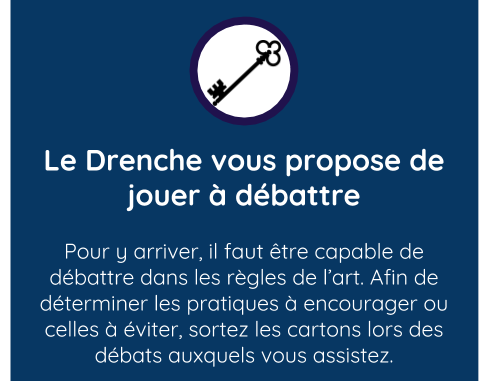 Le Drenche vous propose de
jouer à débattre
Pour y arriver, il faut être capable de
débattre dans les règles de l'art. Afin de
déterminer les pratiques à encourager ou
celles à éviter, sortez les cartons lors des
débats auxquels vous assistez.